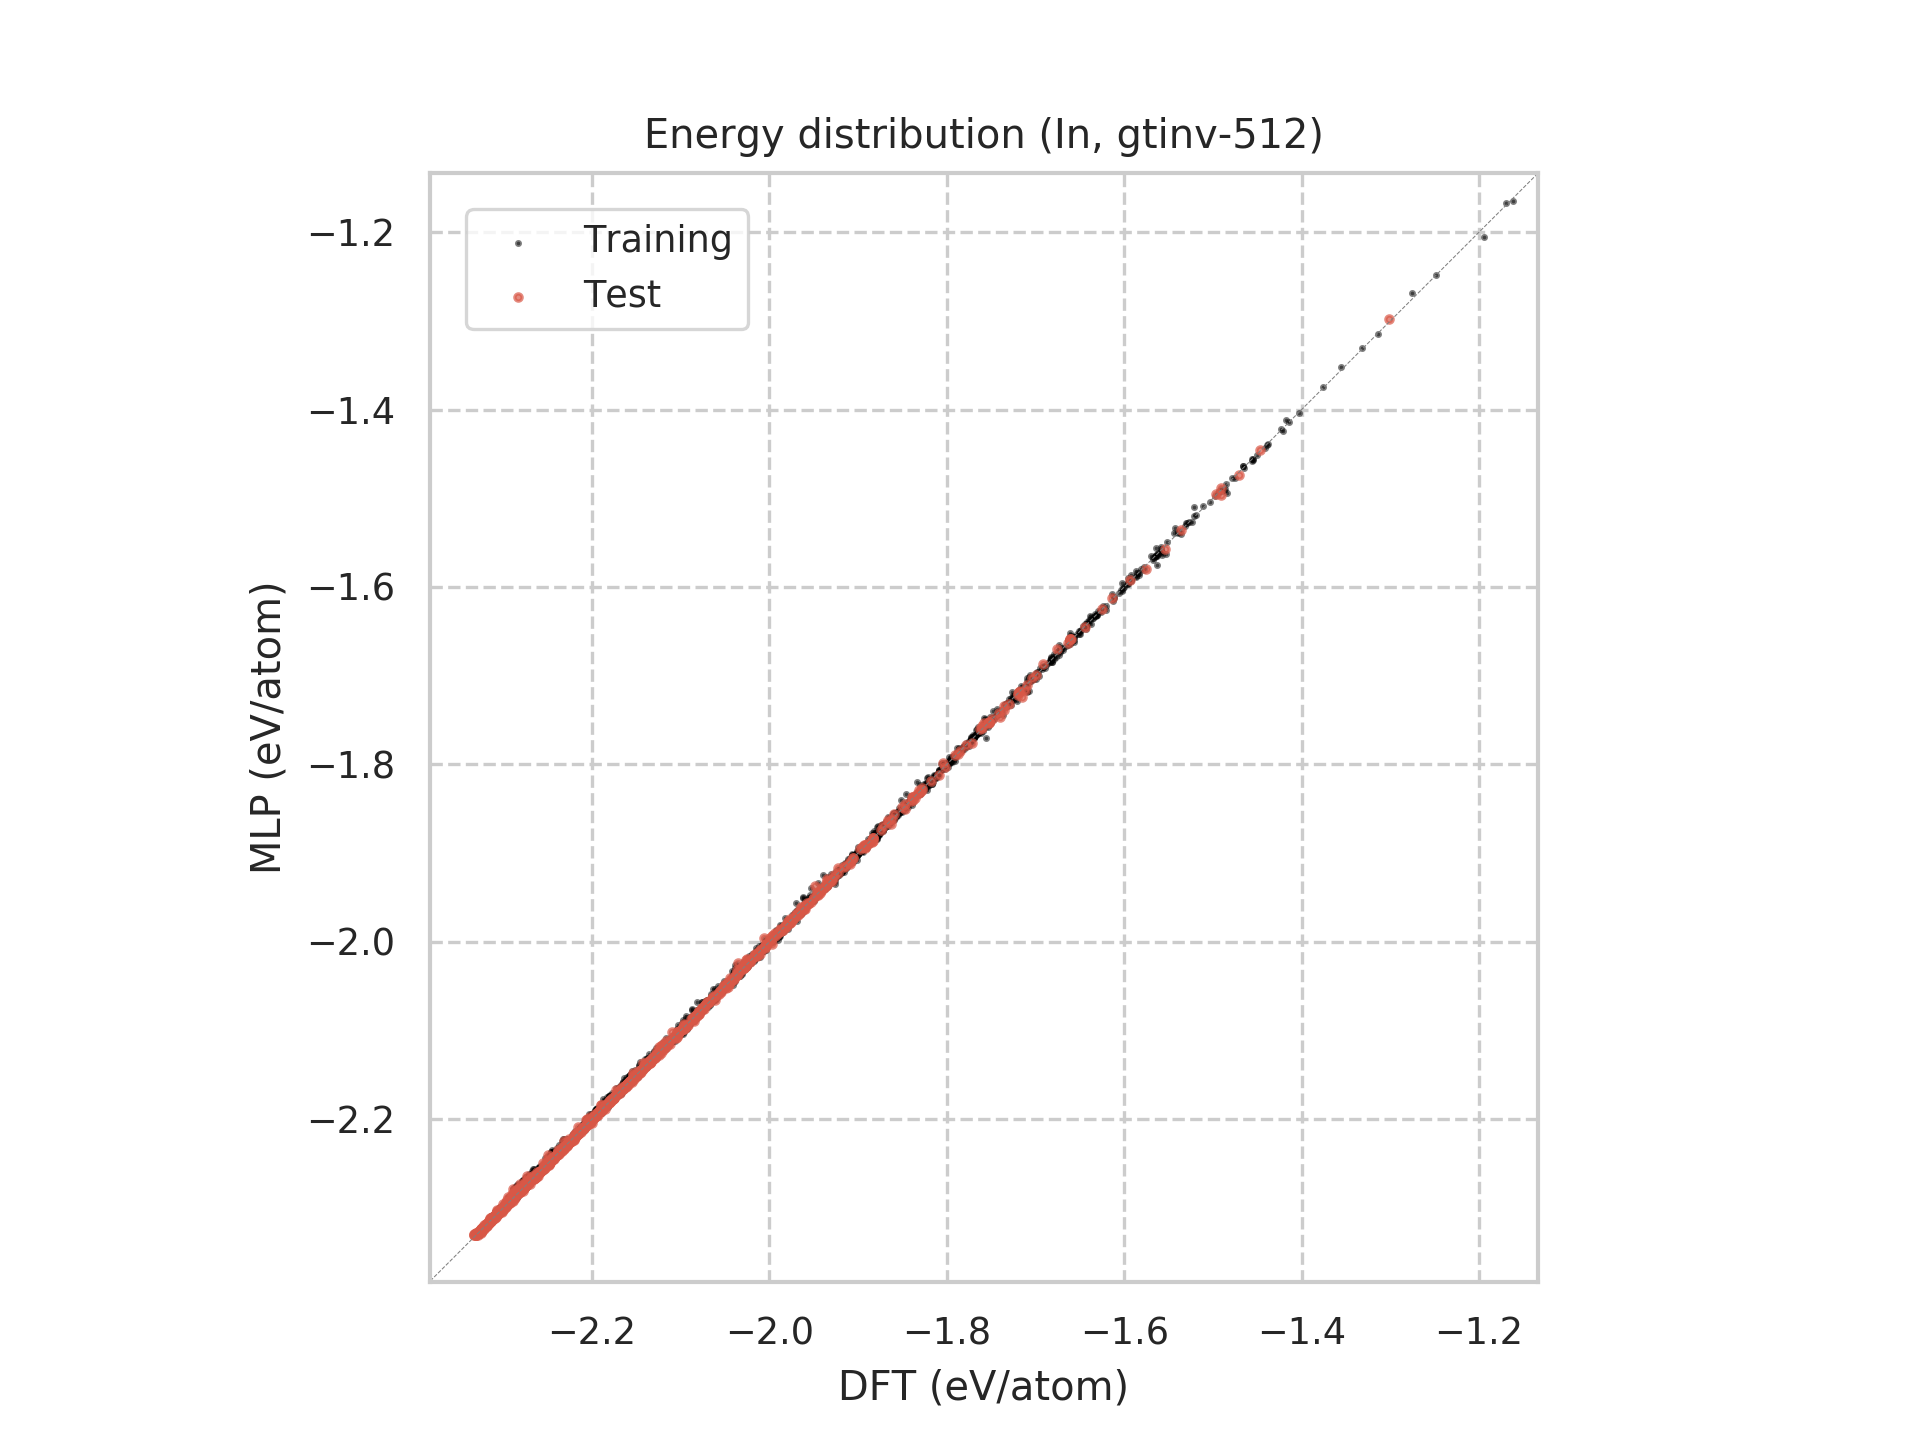 Energy distribution (In, gtinv-512)
Training
Test
−1.2
−1.4
−1.6
−1.8
−2.0
−2.2
MLP (eV/atom)
−2.2 −2.0 −1.8 −1.6 −1.4 −1.2
DFT (eV/atom)